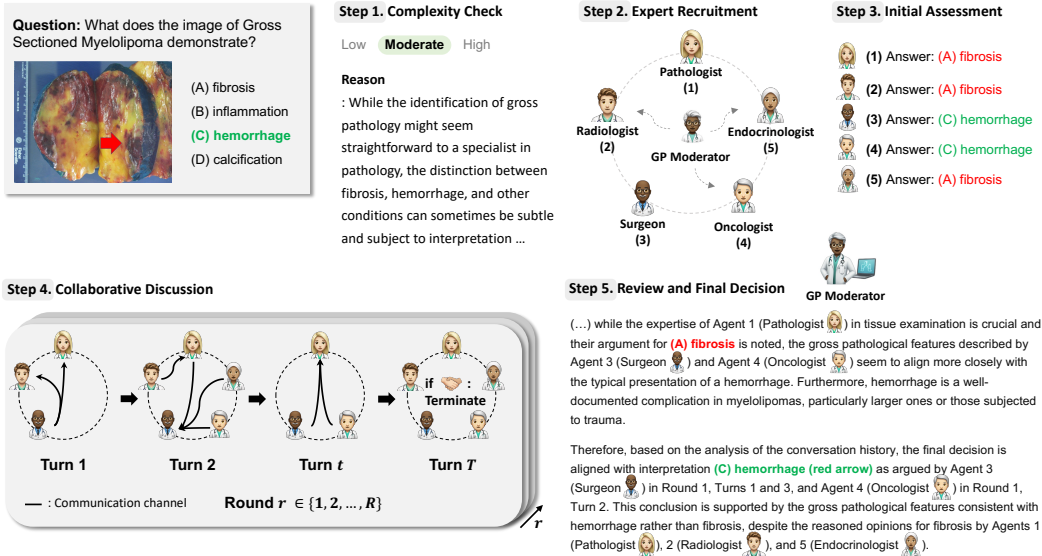 Question: What does the image of Gross
Sectioned Myelolipoma demonstrate?
(A) fibrosis
(B) inflammation
(C) hemorrhage
(D) calcification
Step 1. Complexity Check
Low Moderate High
Reason
: While the identification of gross
pathology might seem
straightforward to a specialist in
pathology, the distinction between
fibrosis, hemorrhage, and other
conditions can sometimes be subtle
and subject to interpretation ...
Step 2. Expert Recruitment
Pathologist
(1)
Radiologist
(2)
Endocrinologist
(5)
GP Moderator
Surgeon
(3)
Oncologist
(4)
Step 3. Initial Assessment
(1) Answer: (A) fibrosis
(2) Answer: (A) fibrosis
(3) Answer: (C) hemorrhage
(4) Answer: (C) hemorrhage
(5) Answer: (A) fibrosis
Step 4. Collaborative Discussion
if :
Terminate
Turn 1
Turn 2
Turn t
Turn T
: Communication channel
Round r ∈ {1, 2, ..., R}
r
Step 5. Review and Final Decision
GP Moderator
(...) while the expertise of Agent 1 (Pathologist ) in tissue examination is crucial and
their argument for (A) fibrosis is noted, the gross pathological features described by
Agent 3 (Surgeon ) and Agent 4 (Oncologist ) seem to align more closely with
the typical presentation of a hemorrhage. Furthermore, hemorrhage is a well-
documented complication in myelolipomas, particularly larger ones or those subjected
to trauma.
Therefore, based on the analysis of the conversation history, the final decision is
aligned with interpretation (C) hemorrhage (red arrow) as argued by Agent 3
(Surgeon ) in Round 1, Turns 1 and 3, and Agent 4 (Oncologist ) in Round 1,
Turn 2. This conclusion is supported by the gross pathological features consistent with
hemorrhage rather than fibrosis, despite the reasoned opinions for fibrosis by Agents 1
(Pathologist ), 2 (Radiologist ), and 5 (Endocrinologist ).